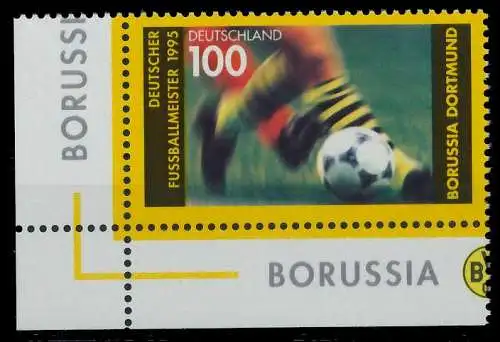 BORUSSI
DEUTSCHER
FUSSBALLMEISTER 1995
DEUTSCHLAND
100
BORUSSIA DORTMUND
BORUSSIA
B